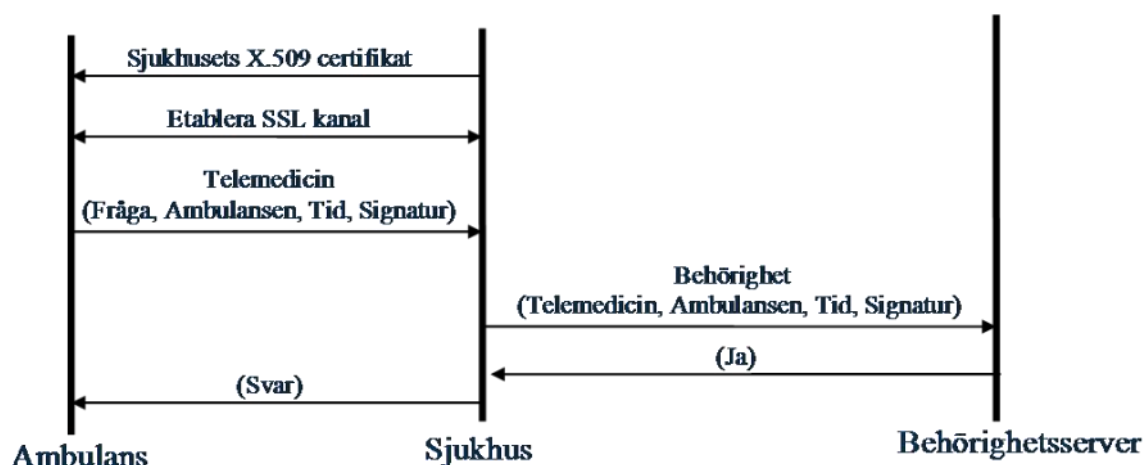 Sjukhusets X.509 certifikat
Etablera SSL kanal
Telemedicin
(Fråga, Ambulansen, Tid, Signatur)
Behörighet
(Telemedicin, Ambulansen, Tid, Signatur)
(Ja)
(Svar)
Ambulans
Sjukhus
Behörighetsserver